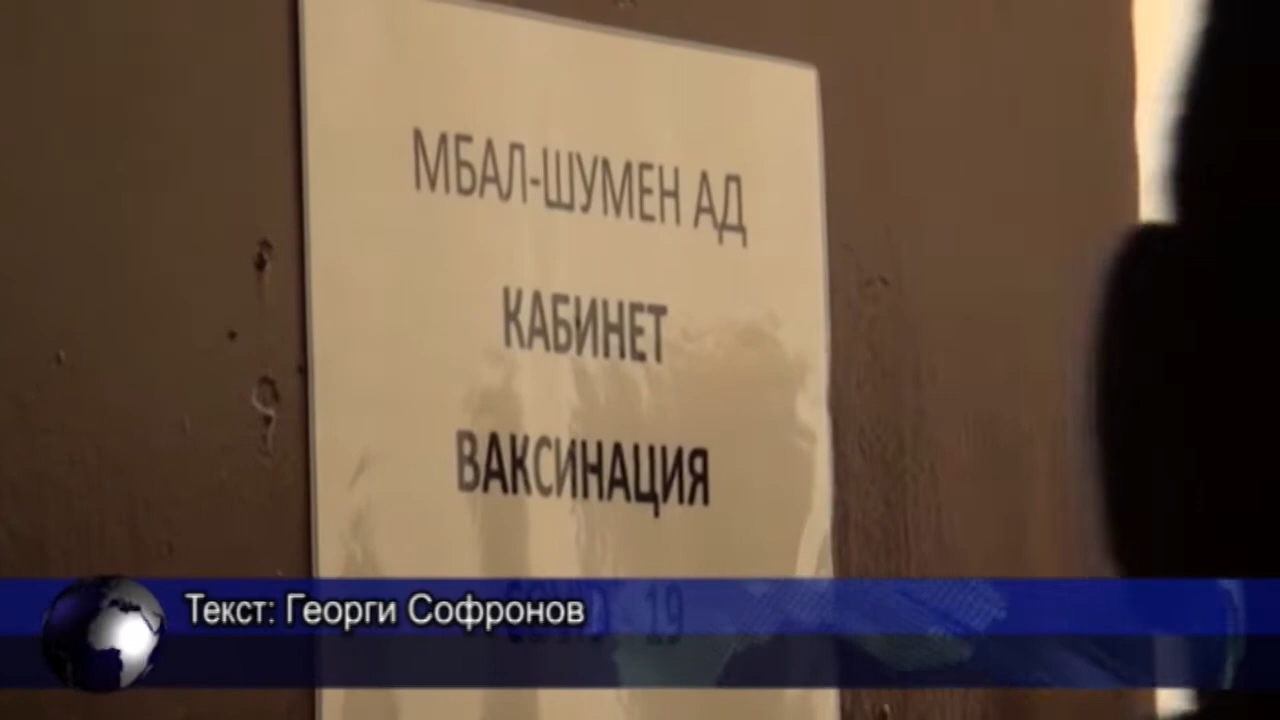 МБАЛ-ШУМЕН АД
КАБИНЕТ
ВАКСИНАЦИЯ
19
Текст: Георги Софронов